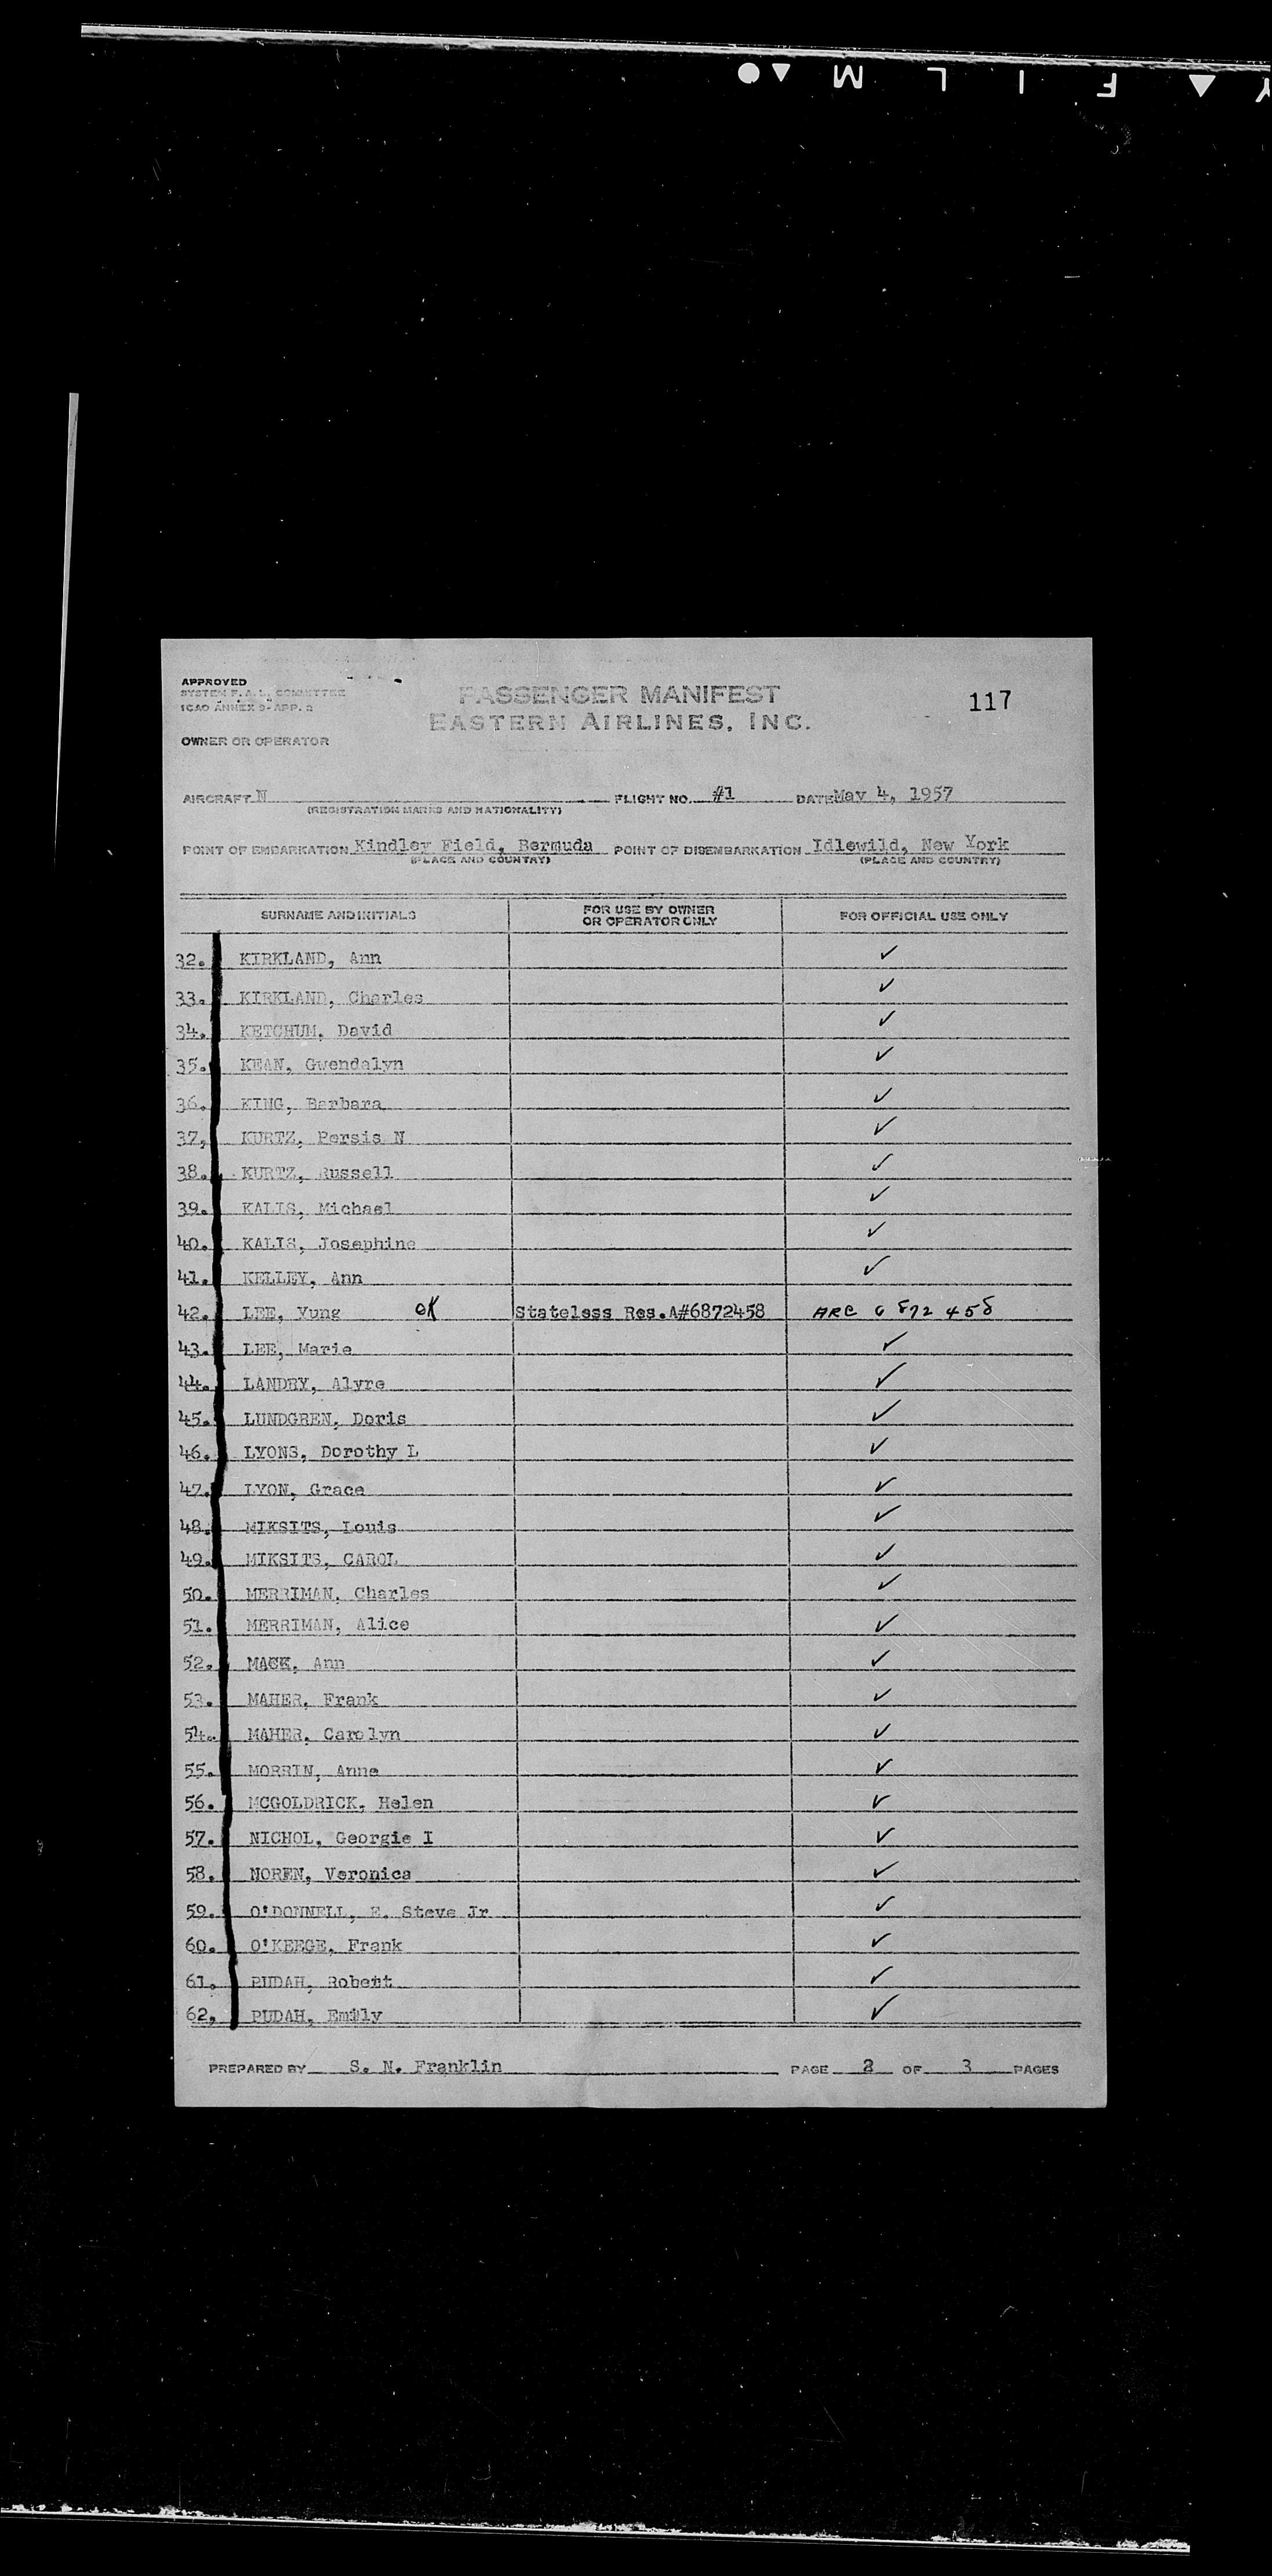 Y ▲ F I L M ▲●
APPROVED
SYSTEM F. A. L. COMMITTEE
ICAO ANNEX 9-APP. 2
PASSENGER MANIFEST
EASTERN AIRLINES, INC.
117
OWNER OR OPERATOR
AIRCRAFT N FLIGHT NO. #1 DATE May 4, 1957
(REGISTRATION MARKS AND NATIONALITY)
POINT OF EMBARKATION Kindley Field, Bermuda POINT OF DISEMBARKATION Idlewild, New York
(PLACE AND COUNTRY) (PLACE AND COUNTRY)
SURNAME AND INITIALS FOR USE BY OWNER OR OPERATOR ONLY FOR OFFICIAL USE ONLY
32. KIRKLAND, Ann ✓
33. KIRKLAND, Charles ✓
34. KETCHUM, David ✓
35. KEAN, Gwendalyn ✓
36. KING, Barbara ✓
37, KURTZ, Persis N ✓
38. KURTZ, Russell ✓
39. KALIS, Michael ✓
40. KALIS, Josephine ✓
41. KELLEY, Ann ✓
42. LEE, Yung OK Stateless Res.A#6872458 ARC 6 872 458
43. LEE, Marie ✓
44. LANDRY, Alyre ✓
45. LUNDGREN, Doris ✓
46. LYONS, Dorothy L ✓
47. LYON, Grace ✓
48. MIKSITS, Louis ✓
49. MIKSITS, CAROL ✓
50. MERRIMAN, Charles ✓
51. MERRIMAN, Alice ✓
52. MACK, Ann ✓
53. MAHER, Frank ✓
54. MAHER, Carolyn ✓
55. MORRIN, Anne ✓
56. MCGOLDRICK, Helen ✓
57. NICHOL, Georgie I ✓
58. NOREN, Veronica ✓
59. O'DONNELL, E. Steve Jr ✓
60. O'KEEGE, Frank ✓
61. PUDAH, Robert ✓
62, PUDAH, Emily ✓
PREPARED BY S. N. Franklin PAGE 2 OF 3 PAGES